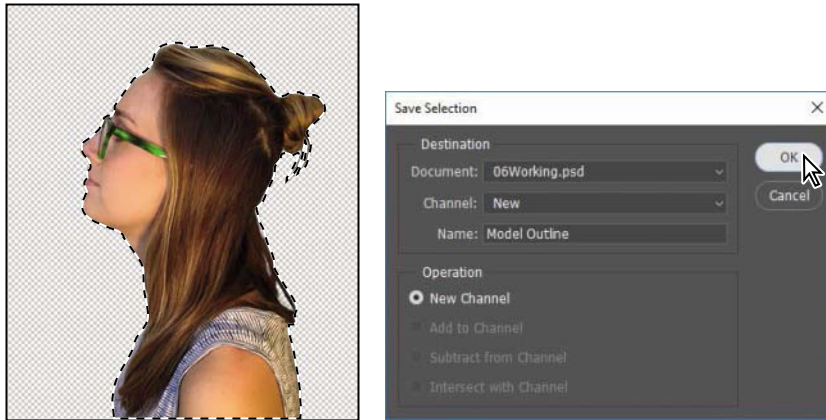 Save Selection
Destination
Document: 06Working.psd
Channel: New
Name: Model Outline
OK
Cancel
Operation
New Channel
Add to Channel
Subtract from Channel
Intersect with Channel